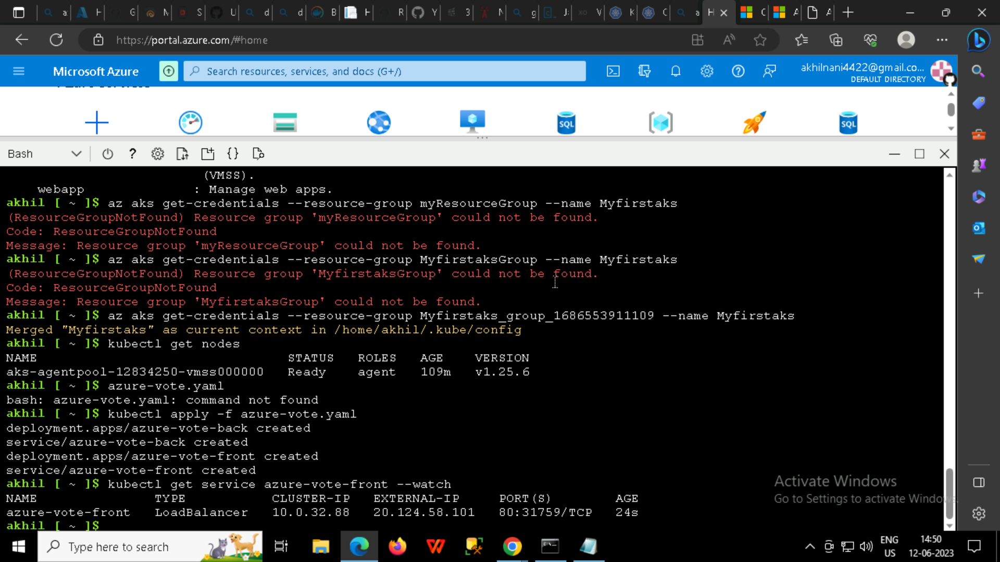 https://portal.azure.com/#home
Microsoft Azure
Search resources, services, and docs (G+/)
akhilnani4422@gmail.co...
DEFAULT DIRECTORY
SQL
SQL
Bash
(VMSS).
webapp : Manage web apps.
akhil [ ~ ]$ az aks get-credentials --resource-group myResourceGroup --name Myfirstaks
(ResourceGroupNotFound) Resource group 'myResourceGroup' could not be found.
Code: ResourceGroupNotFound
Message: Resource group 'myResourceGroup' could not be found.
akhil [ ~ ]$ az aks get-credentials --resource-group MyfirstaksGroup --name Myfirstaks
(ResourceGroupNotFound) Resource group 'MyfirstaksGroup' could not be found.
Code: ResourceGroupNotFound
Message: Resource group 'MyfirstaksGroup' could not be found.
akhil [ ~ ]$ az aks get-credentials --resource-group Myfirstaks_group_1686553911109 --name Myfirstaks
Merged "Myfirstaks" as current context in /home/akhil/.kube/config
akhil [ ~ ]$ kubectl get nodes
NAME STATUS ROLES AGE VERSION
aks-agentpool-12834250-vmss000000 Ready agent 109m v1.25.6
akhil [ ~ ]$ azure-vote.yaml
bash: azure-vote.yaml: command not found
akhil [ ~ ]$ kubectl apply -f azure-vote.yaml
deployment.apps/azure-vote-back created
service/azure-vote-back created
deployment.apps/azure-vote-front created
service/azure-vote-front created
akhil [ ~ ]$ kubectl get service azure-vote-front --watch
NAME TYPE CLUSTER-IP EXTERNAL-IP PORT(S) AGE
azure-vote-front LoadBalancer 10.0.32.88 20.124.58.101 80:31759/TCP 24s
akhil [ ~ ]$
Activate Windows
Go to Settings to activate Windows.
Type here to search
ENG
US
14:50
12-06-2023